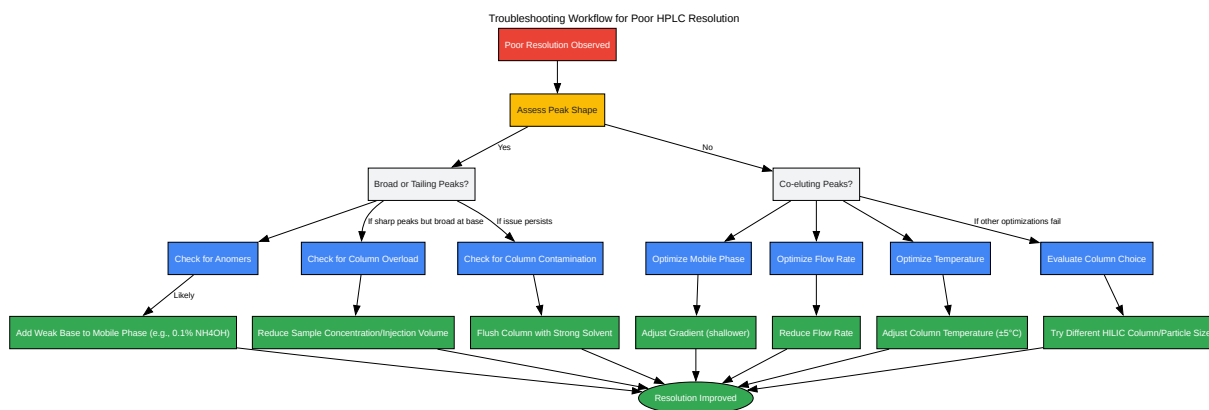 Troubleshooting Workflow for Poor HPLC Resolution
Poor Resolution Observed
Assess Peak Shape
Yes
No
Broad or Tailing Peaks?
Co-eluting Peaks?
If sharp peaks but broad at base
If issue persists
If other optimizations fail
Check for Anomers
Check for Column Overload
Check for Column Contamination
Optimize Mobile Phase
Optimize Flow Rate
Optimize Temperature
Evaluate Column Choice
Likely
Add Weak Base to Mobile Phase (e.g., 0.1% NH4OH)
Reduce Sample Concentration/Injection Volume
Flush Column with Strong Solvent
Adjust Gradient (shallower)
Reduce Flow Rate
Adjust Column Temperature (±5°C)
Try Different HILIC Column/Particle Size
Resolution Improved